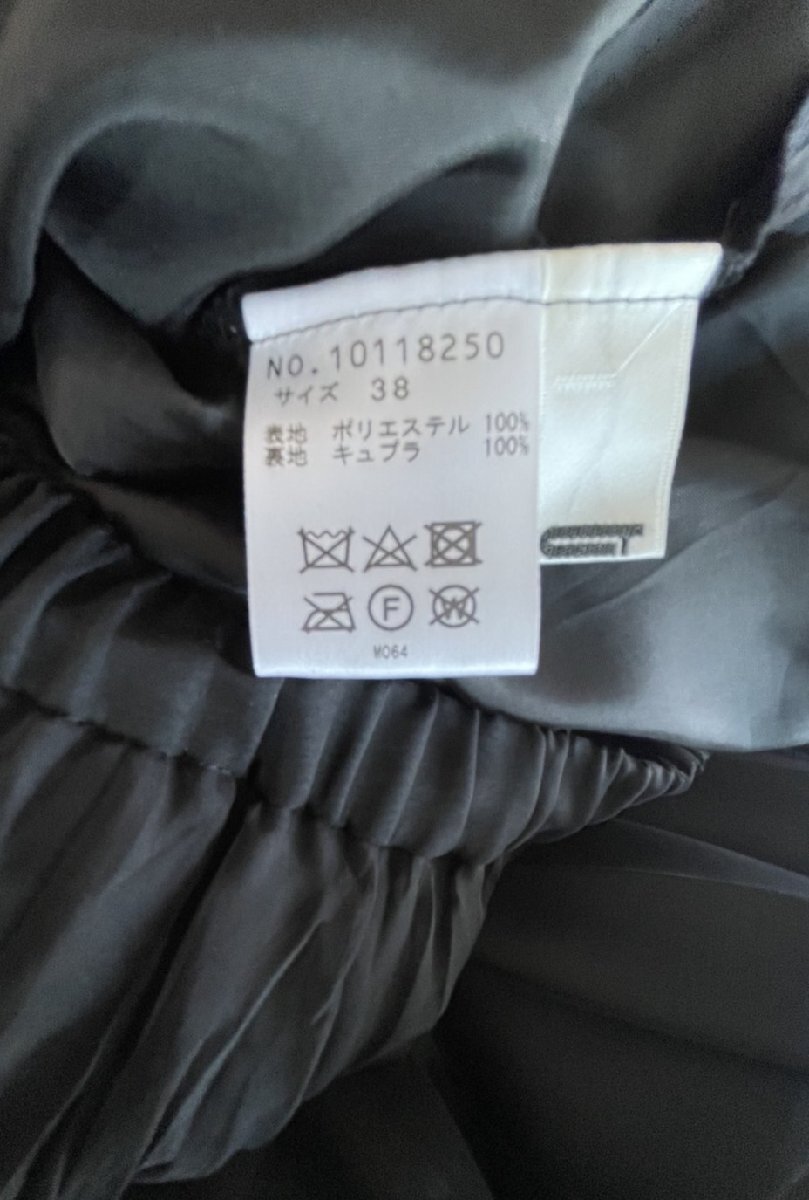 NO.10118250
サイズ 38
表地 ポリエステル 100%
裏地 キュプラ 100%
F W
M064